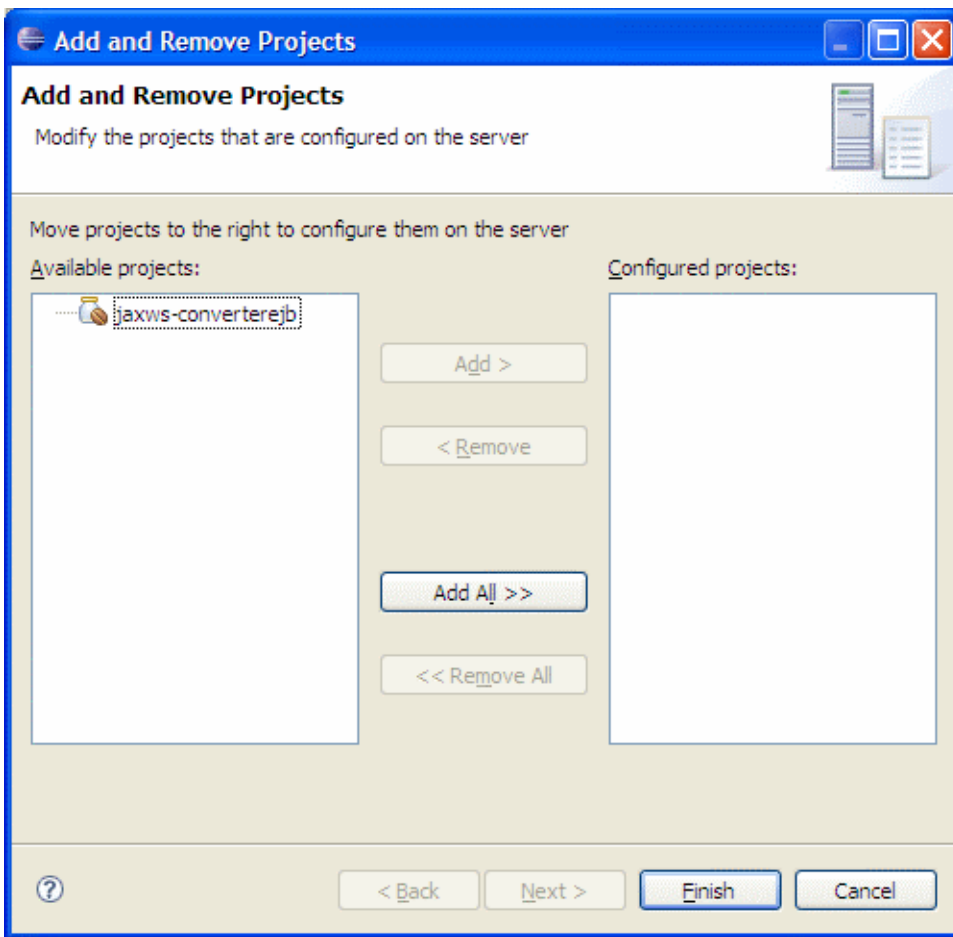 Add and Remove Projects
Add and Remove Projects
Modify the projects that are configured on the server
Move projects to the right to configure them on the server
Available projects:
Configured projects:
jaxws-converterejb
Add >
< Remove
Add All >>
<< Remove All
< Back
Next >
Finish
Cancel